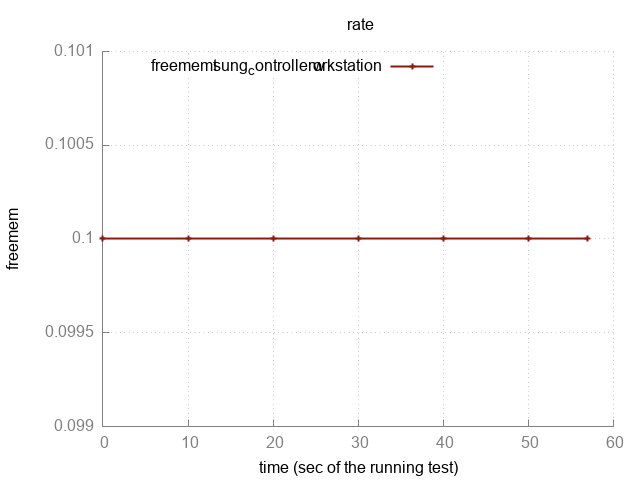 rate
0.101
freememtsung_controllerworkstation
0.1005
0.1
0.0995
0.099
freemem
0 10 20 30 40 50 60
time (sec of the running test)